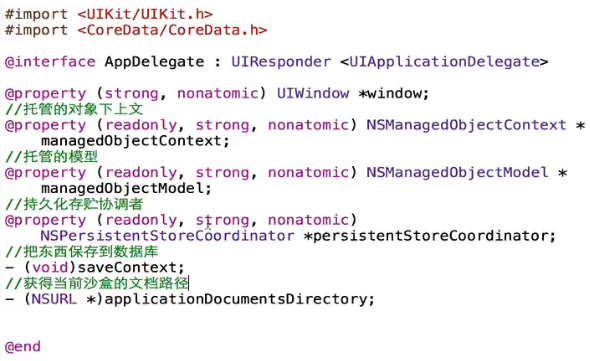 #import <UIKit/UIKit.h>
#import <CoreData/CoreData.h>
@interface AppDelegate : UIResponder <UIApplicationDelegate>
@property (strong, nonatomic) UIWindow *window;
//托管的对象下上文
@property (readonly, strong, nonatomic) NSManagedObjectContext *
managedObjectContext;
//托管的模型
@property (readonly, strong, nonatomic) NSManagedObjectModel *
managedObjectModel;
//持久化存贮协调者
@property (readonly, strong, nonatomic)
NSPersistentStoreCoordinator *persistentStoreCoordinator;
//把东西保存到数据库
- (void)saveContext;
//获得当前沙盒的文档路径
- (NSURL *)applicationDocumentsDirectory;
@end